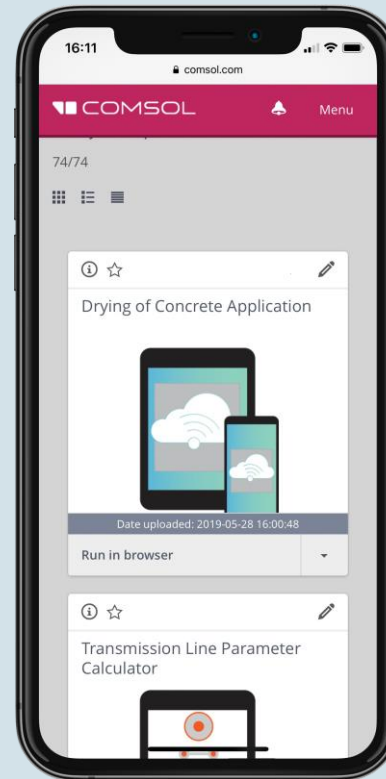 16:11
comsol.com
COMSOL
Menu
74/74
Drying of Concrete Application
Date uploaded: 2019-05-28 16:00:48
Run in browser
Transmission Line Parameter
Calculator